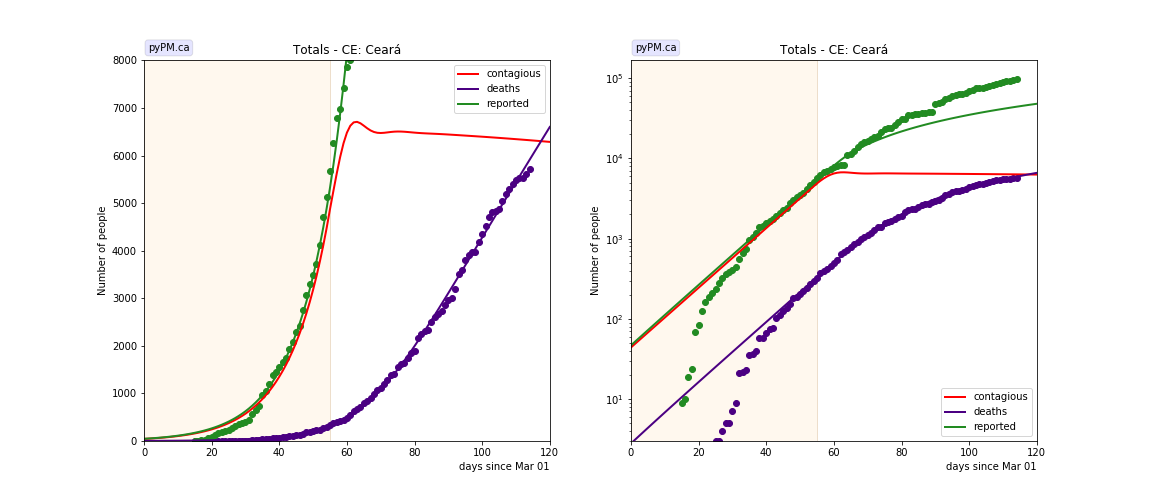 pyPM.ca
Totals - CE: Ceará
Number of people
8000
7000
6000
5000
4000
3000
2000
1000
0
0 20 40 60 80 100 120
days since Mar 01
contagious
deaths
reported
pyPM.ca
Totals - CE: Ceará
Number of people
10⁵
10⁴
10³
10²
10¹
0 20 40 60 80 100 120
days since Mar 01
contagious
deaths
reported